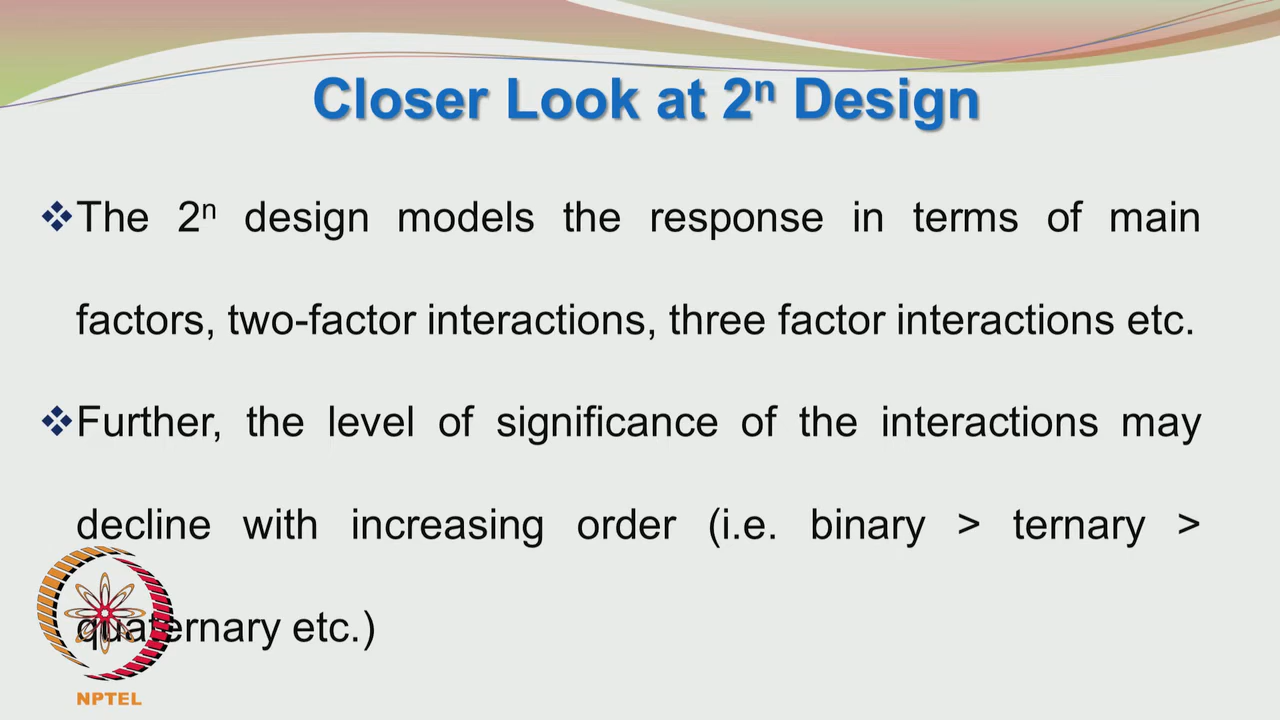 Closer Look at 2ⁿ Design
❖The 2ⁿ design models the response in terms of main
factors, two-factor interactions, three factor interactions etc.
❖Further, the level of significance of the interactions may
decline with increasing order (i.e. binary > ternary >
quaternary etc.)
NPTEL